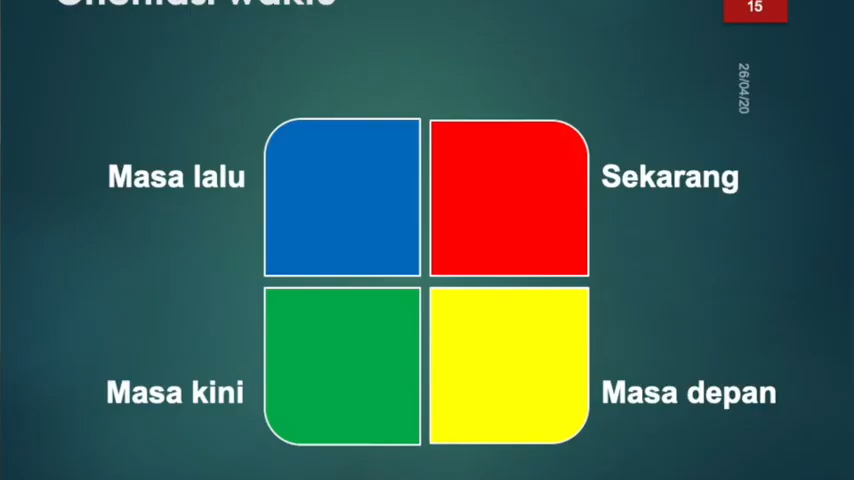 15
26/04/20
Masa lalu
Sekarang
Masa kini
Masa depan